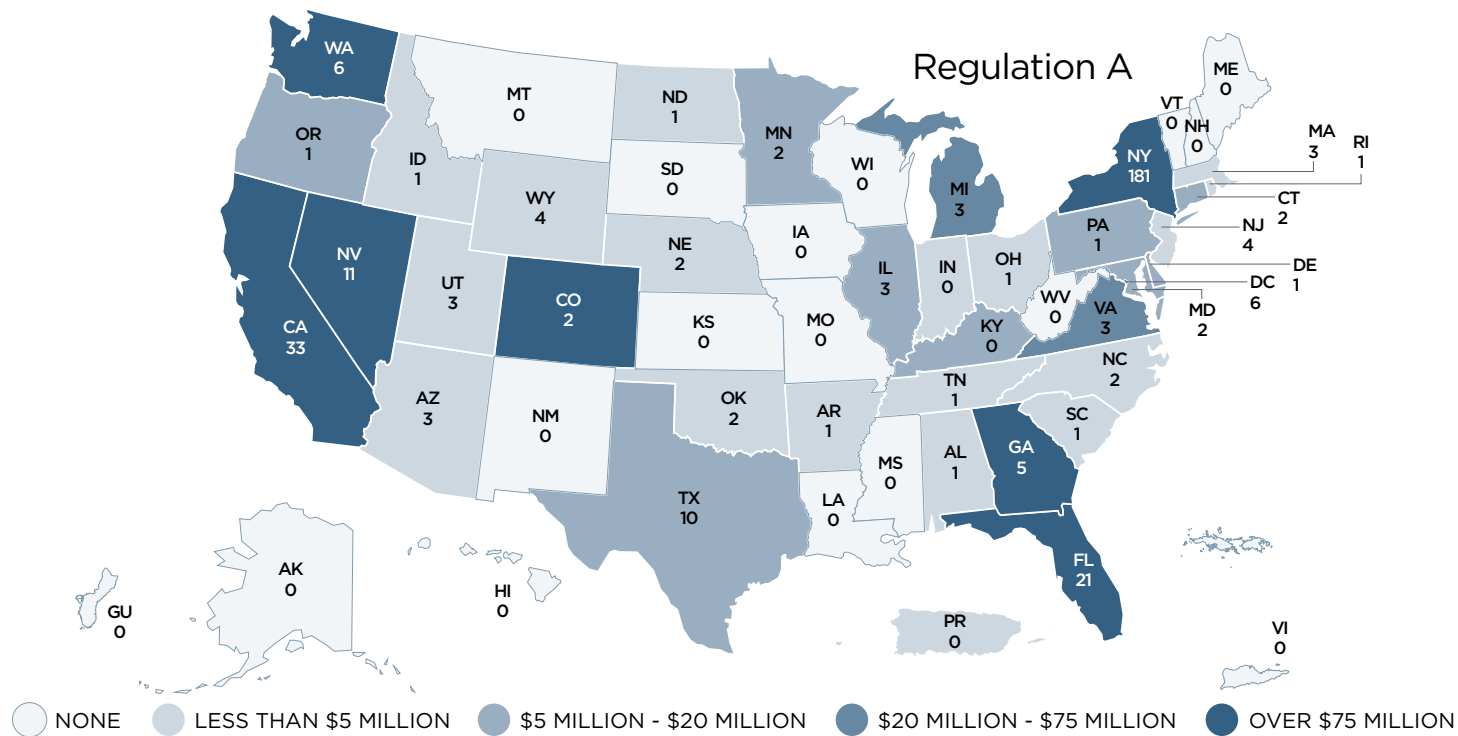 Regulation A
WA
6
MT
0
ND
1
MN
2
ME
0
VT
0
NH
0
MA
3
RI
1
OR
1
ID
1
SD
0
WI
0
NY
181
MI
3
WY
4
CT
2
IA
0
NE
2
PA
1
NJ
4
NV
11
UT
3
CO
2
IL
3
IN
0
OH
1
DE
1
DC
6
WV
0
VA
3
MD
2
CA
33
KS
0
MO
0
KY
0
NC
2
TN
1
AZ
3
NM
0
OK
2
AR
1
SC
1
MS
0
AL
1
GA
5
TX
10
LA
0
FL
21
AK
0
HI
0
GU
0
PR
0
VI
0
NONE
LESS THAN $5 MILLION
$5 MILLION - $20 MILLION
$20 MILLION - $75 MILLION
OVER $75 MILLION